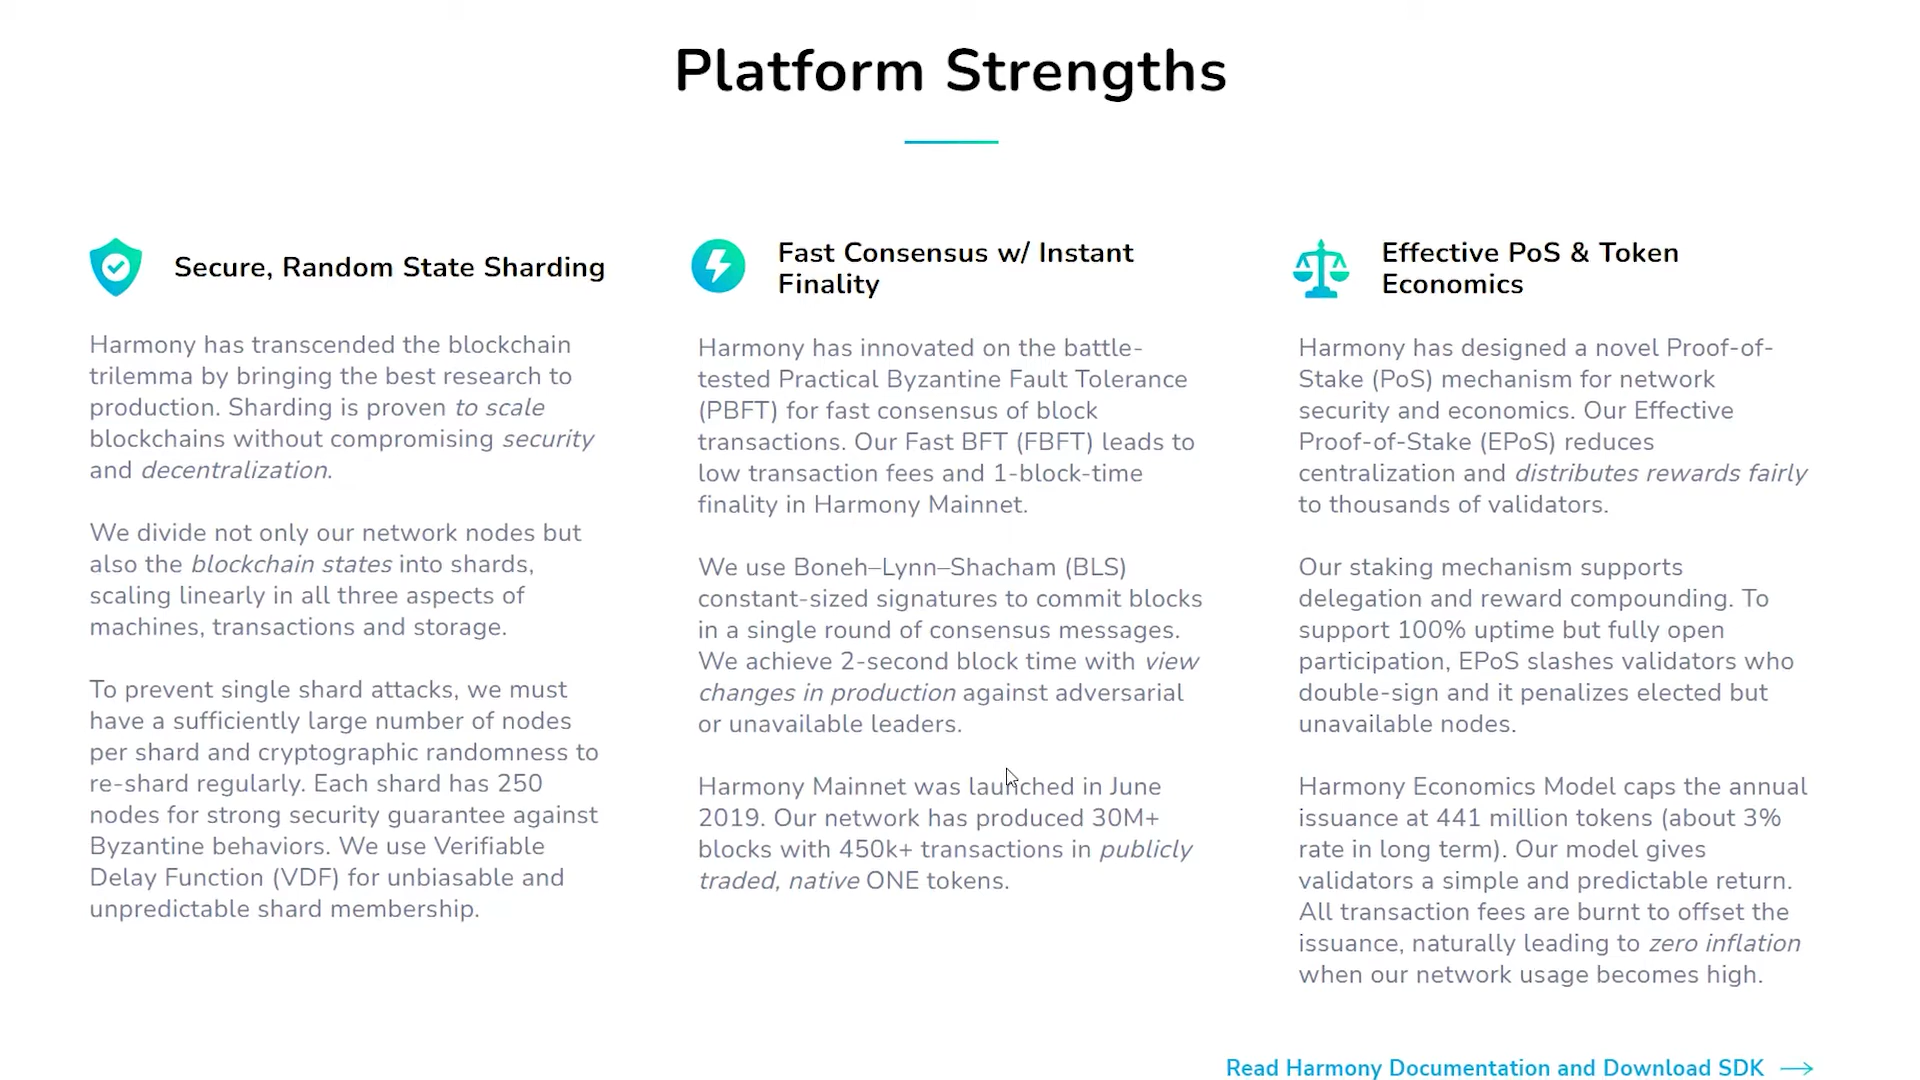 Platform Strengths
Secure, Random State Sharding
Harmony has transcended the blockchain
trilemma by bringing the best research to
production. Sharding is proven to scale
blockchains without compromising security
and decentralization.
We divide not only our network nodes but
also the blockchain states into shards,
scaling linearly in all three aspects of
machines, transactions and storage.
To prevent single shard attacks, we must
have a sufficiently large number of nodes
per shard and cryptographic randomness to
re-shard regularly. Each shard has 250
nodes for strong security guarantee against
Byzantine behaviors. We use Verifiable
Delay Function (VDF) for unbiasable and
unpredictable shard membership.
Fast Consensus w/ Instant
Finality
Harmony has innovated on the battle-
tested Practical Byzantine Fault Tolerance
(PBFT) for fast consensus of block
transactions. Our Fast BFT (FBFT) leads to
low transaction fees and 1-block-time
finality in Harmony Mainnet.
We use Boneh–Lynn–Shacham (BLS)
constant-sized signatures to commit blocks
in a single round of consensus messages.
We achieve 2-second block time with view
changes in production against adversarial
or unavailable leaders.
Harmony Mainnet was launched in June
2019. Our network has produced 30M+
blocks with 450k+ transactions in publicly
traded, native ONE tokens.
Effective PoS & Token
Economics
Harmony has designed a novel Proof-of-
Stake (PoS) mechanism for network
security and economics. Our Effective
Proof-of-Stake (EPoS) reduces
centralization and distributes rewards fairly
to thousands of validators.
Our staking mechanism supports
delegation and reward compounding. To
support 100% uptime but fully open
participation, EPoS slashes validators who
double-sign and it penalizes elected but
unavailable nodes.
Harmony Economics Model caps the annual
issuance at 441 million tokens (about 3%
rate in long term). Our model gives
validators a simple and predictable return.
All transaction fees are burnt to offset the
issuance, naturally leading to zero inflation
when our network usage becomes high.
Read Harmony Documentation and Download SDK